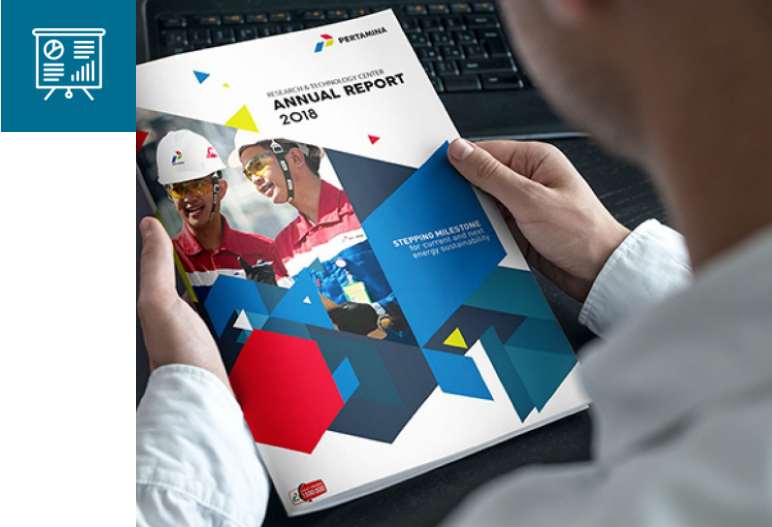 PERTAMINA
RESEARCH & TECHNOLOGY CENTER
ANNUAL REPORT
2018
STEPPING MILESTONE
for current and next
energy sustainability